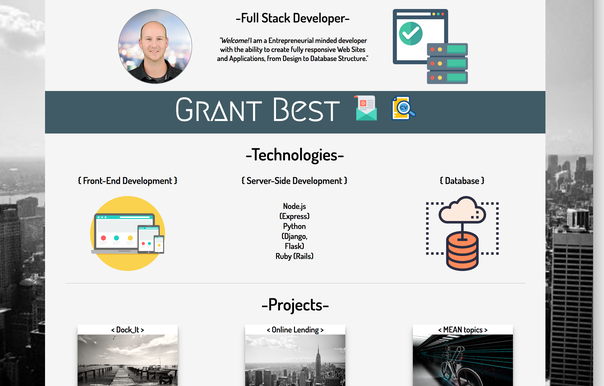 -Full Stack Developer-
"Welcome! I am a Entrepreneurial minded developer
with the ability to create fully responsive Web Sites
and Applications, from Design to Database Structure."
Grant Best
-Technologies-
{ Front-End Development }
{ Server-Side Development }
{ Database }
Node.js
(Express)
Python
(Django,
Flask)
Ruby (Rails)
-Projects-
< Dock_It >
< Online Lending >
< MEAN topics >